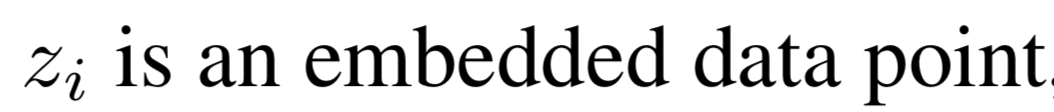 z_i is an embedded data point,